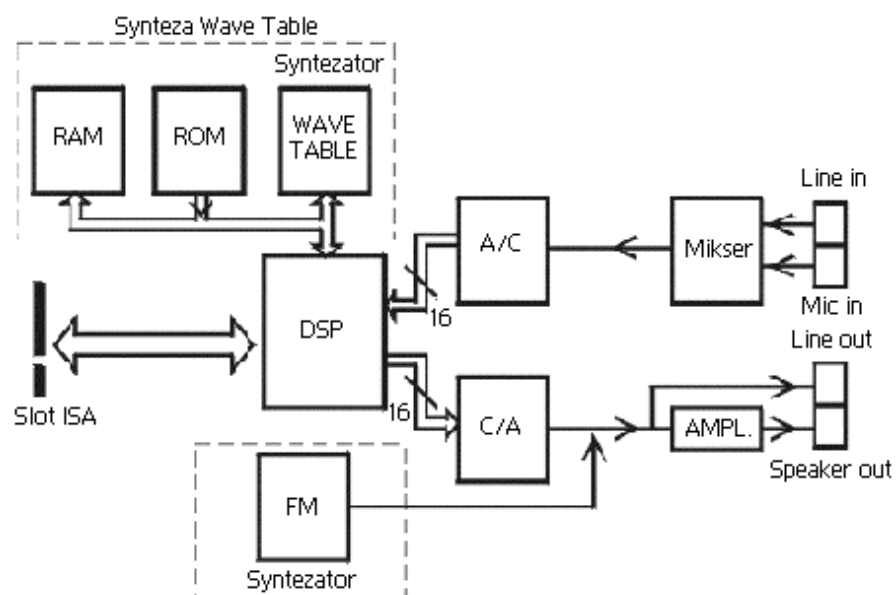 Synteza Wave Table
Syntezator
RAM
ROM
WAVE
TABLE
Line in
A/C
Mikser
Mic in
16
DSP
Line out
Slot ISA
16
C/A
AMPL.
Speaker out
FM
Syntezator